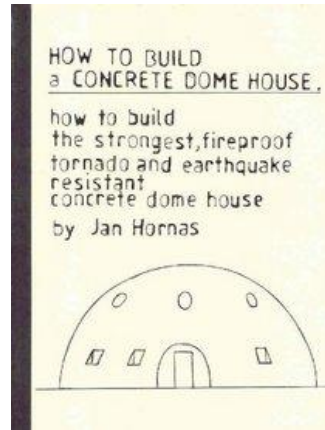 HOW TO BUILD
a CONCRETE DOME HOUSE.
how to build
the strongest,fireproof
tornado and earthquake
resistant
concrete dome house
by Jan Hornas